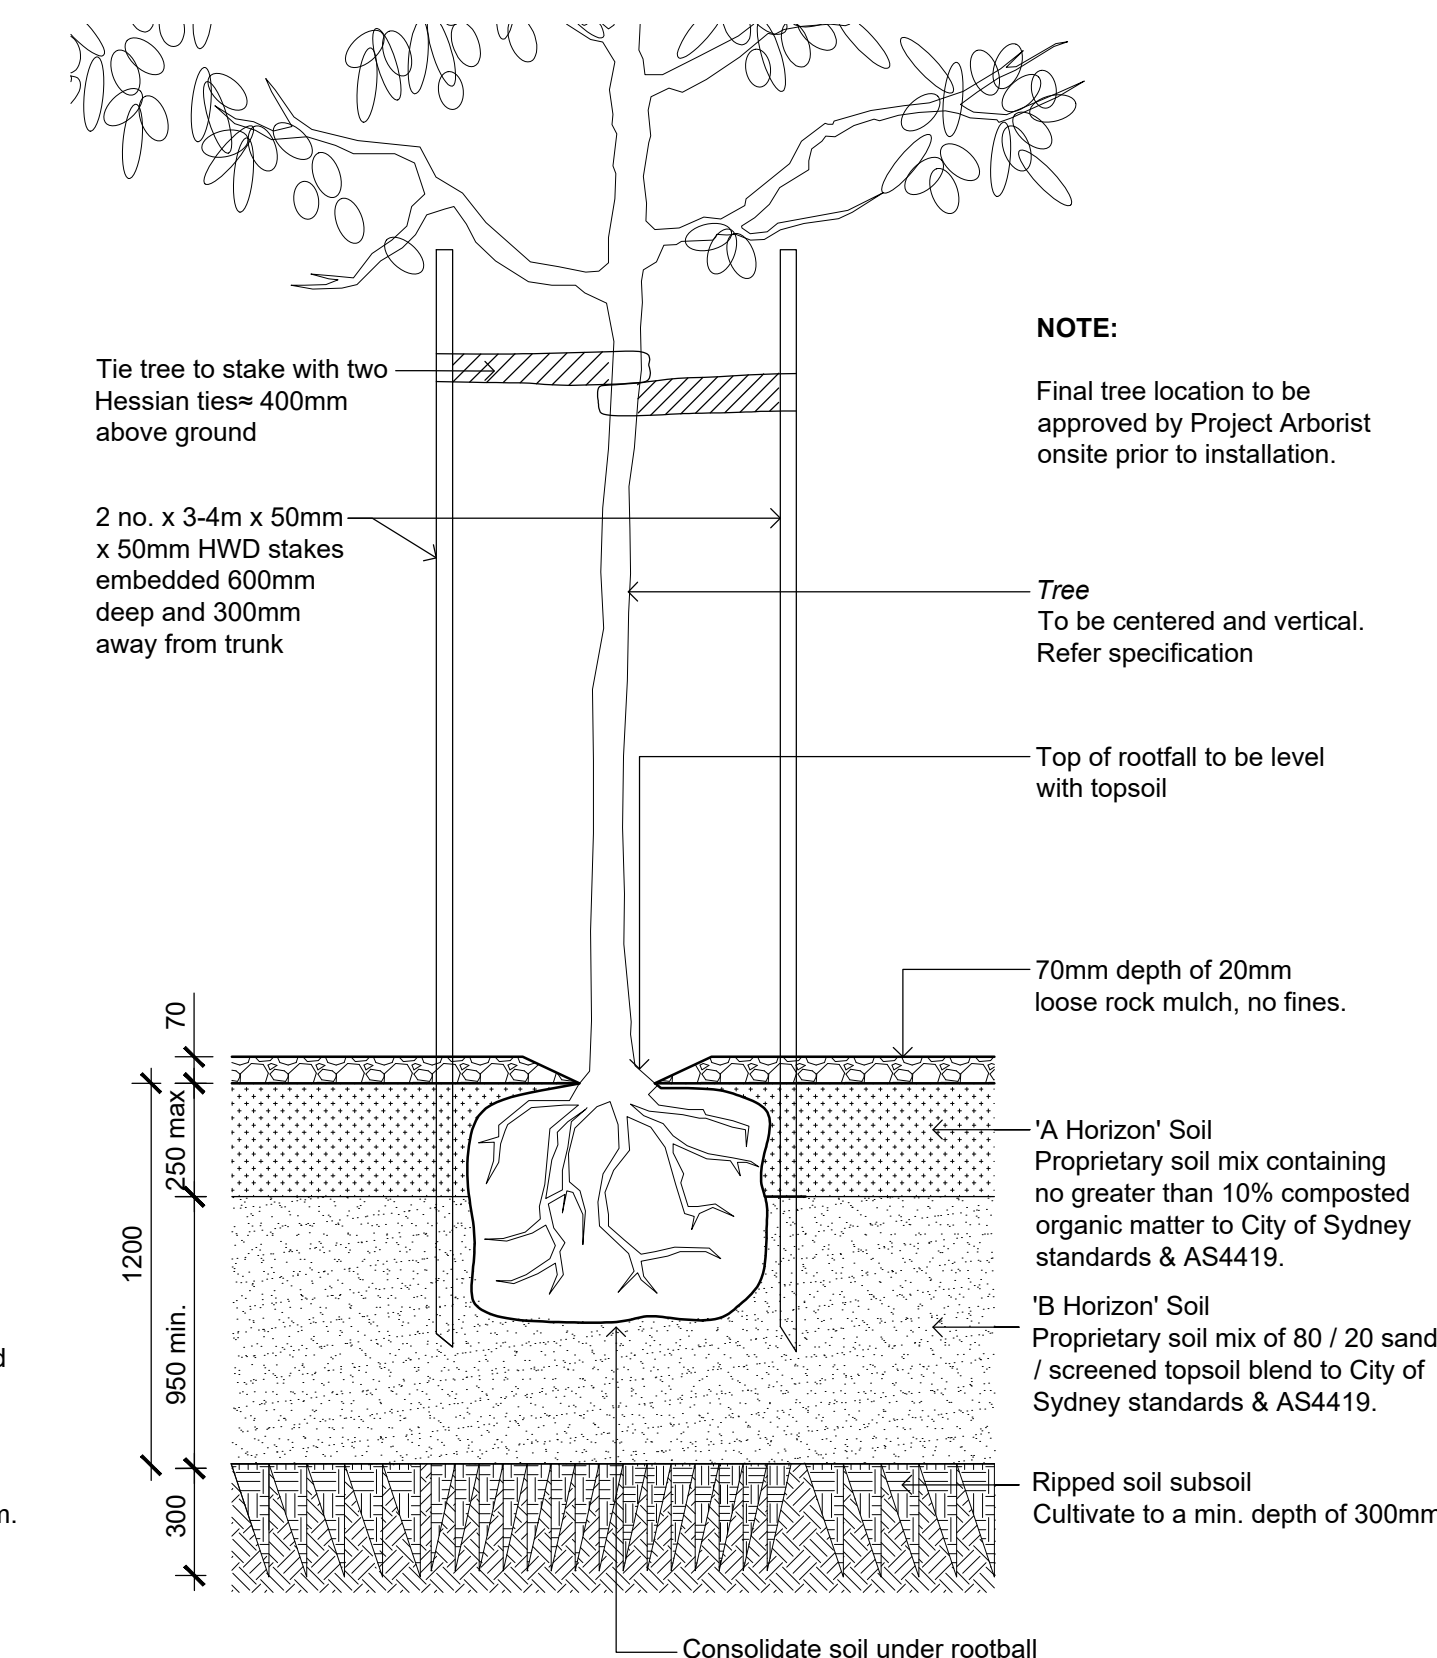 Tie tree to stake with two
Hessian ties≈ 400mm
above ground
2 no. x 3-4m x 50mm
x 50mm HWD stakes
embedded 600mm
deep and 300mm
away from trunk
NOTE:
Final tree location to be
approved by Project Arborist
onsite prior to installation.
Tree
To be centered and vertical.
Refer specification
Top of rootfall to be level
with topsoil
70mm depth of 20mm
loose rock mulch, no fines.
'A Horizon' Soil
Proprietary soil mix containing
no greater than 10% composted
organic matter to City of Sydney
standards & AS4419.
'B Horizon' Soil
Proprietary soil mix of 80 / 20 sand
/ screened topsoil blend to City of
Sydney standards & AS4419.
Ripped soil subsoil
Cultivate to a min. depth of 300mm
Consolidate soil under rootball
70
250 max
1200
950 min.
300